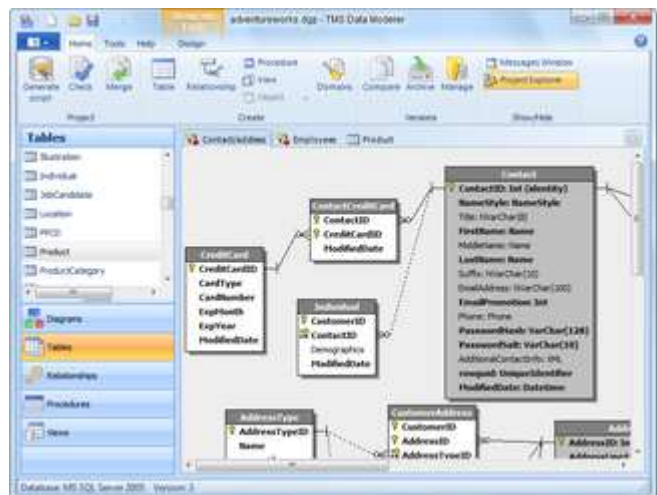 adventureworks.dgp - TMS Data Modeler
Home Tools Help Design
Generate script
Check
Merge
Table
Relationship
Procedure
View
Object
Domains
Compare
Archive
Manage
Messages Window
Project Explorer
Project
Create
Versions
Show/Hide
Tables
Illustration
Individual
JobCandidate
Location
Product
ProductCategory
Diagrams
Tables
Relationships
Procedures
Views
Contact/address
Employees
Product
Contact
ContactID: Int (identity)
NameStyle: NameStyle
Title: NVarChar(8)
FirstName: Name
MiddleName: Name
LastName: Name
Suffix: NVarChar(10)
EmailAddress: NVarChar(100)
EmailPromotion: Int
Phone: Phone
PasswordHash: VarChar(128)
PasswordSalt: VarChar(10)
AdditionalContactInfo: XML
rowguid: UniqueIdentifier
ModifiedDate: Datetime
ContactCreditCard
ContactID
CreditCardID
ModifiedDate
CreditCard
CreditCardID
CardType
CardNumber
ExpMonth
ExpYear
ModifiedDate
Individual
CustomerID
ContactID
Demographics
ModifiedDate
AddressType
AddressTypeID
Name
CustomerAddress
CustomerID
AddressID
AddressTypeID
Database: MS SQL Server 2005 Version: 3